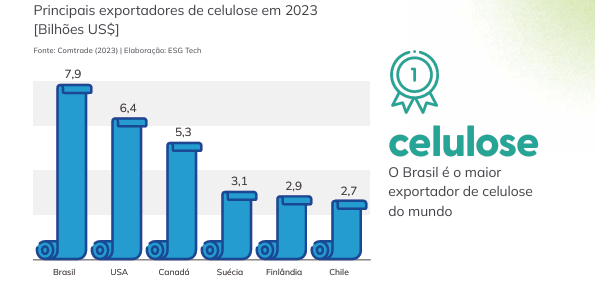 Principais exportadores de celulose em 2023
[Bilhões US$]
Fonte: Comtrade (2023) | Elaboração: ESG Tech
7,9
6,4
5,3
3,1
2,9
2,7
Brasil
USA
Canadá
Suécia
Finlândia
Chile
1
celulose
O Brasil é o maior
exportador de celulose
do mundo